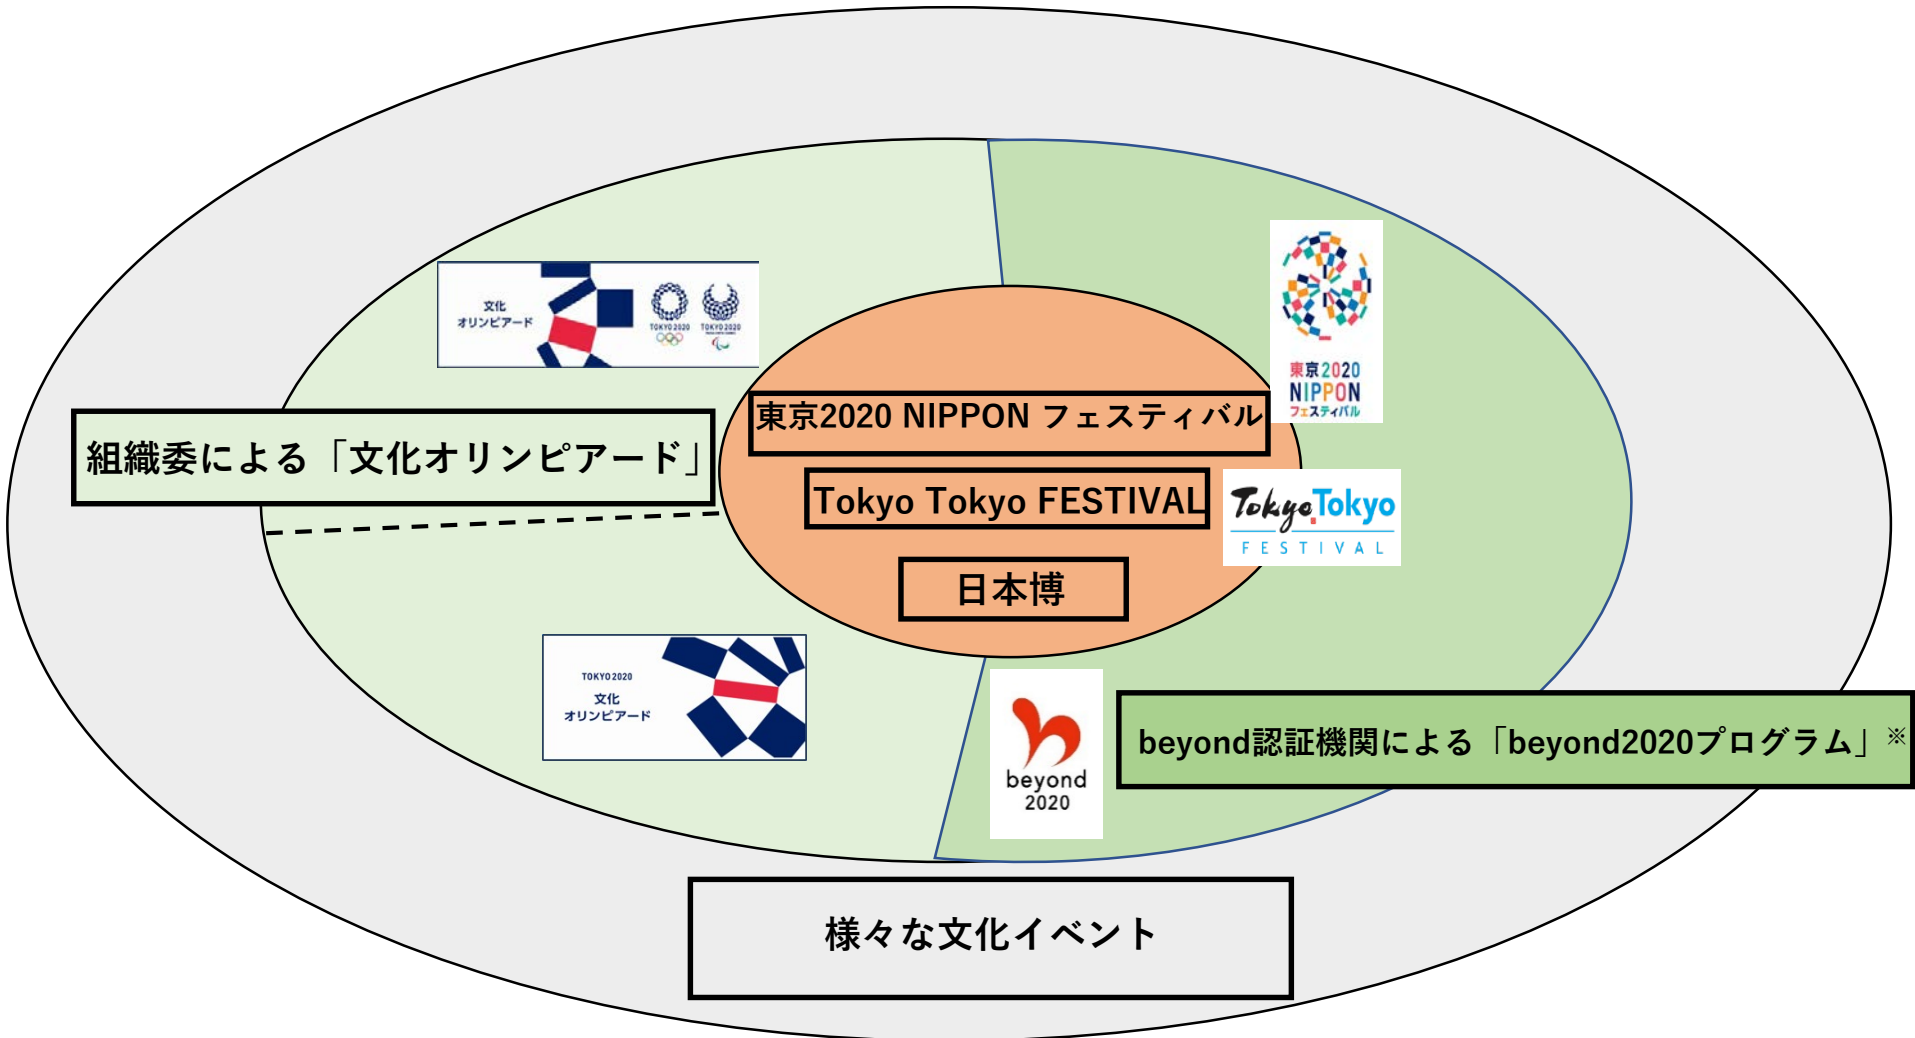 文化
オリンピアード
TOKYO 2020
TOKYO 2020
東京2020
NIPPON
フェスティバル
組織委による「文化オリンピアード」
東京2020 NIPPON フェスティバル
Tokyo Tokyo FESTIVAL
Tokyo Tokyo
FESTIVAL
日本博
TOKYO 2020
文化
オリンピアード
beyond
2020
beyond認証機関による「beyond2020プログラム」※
様々な文化イベント